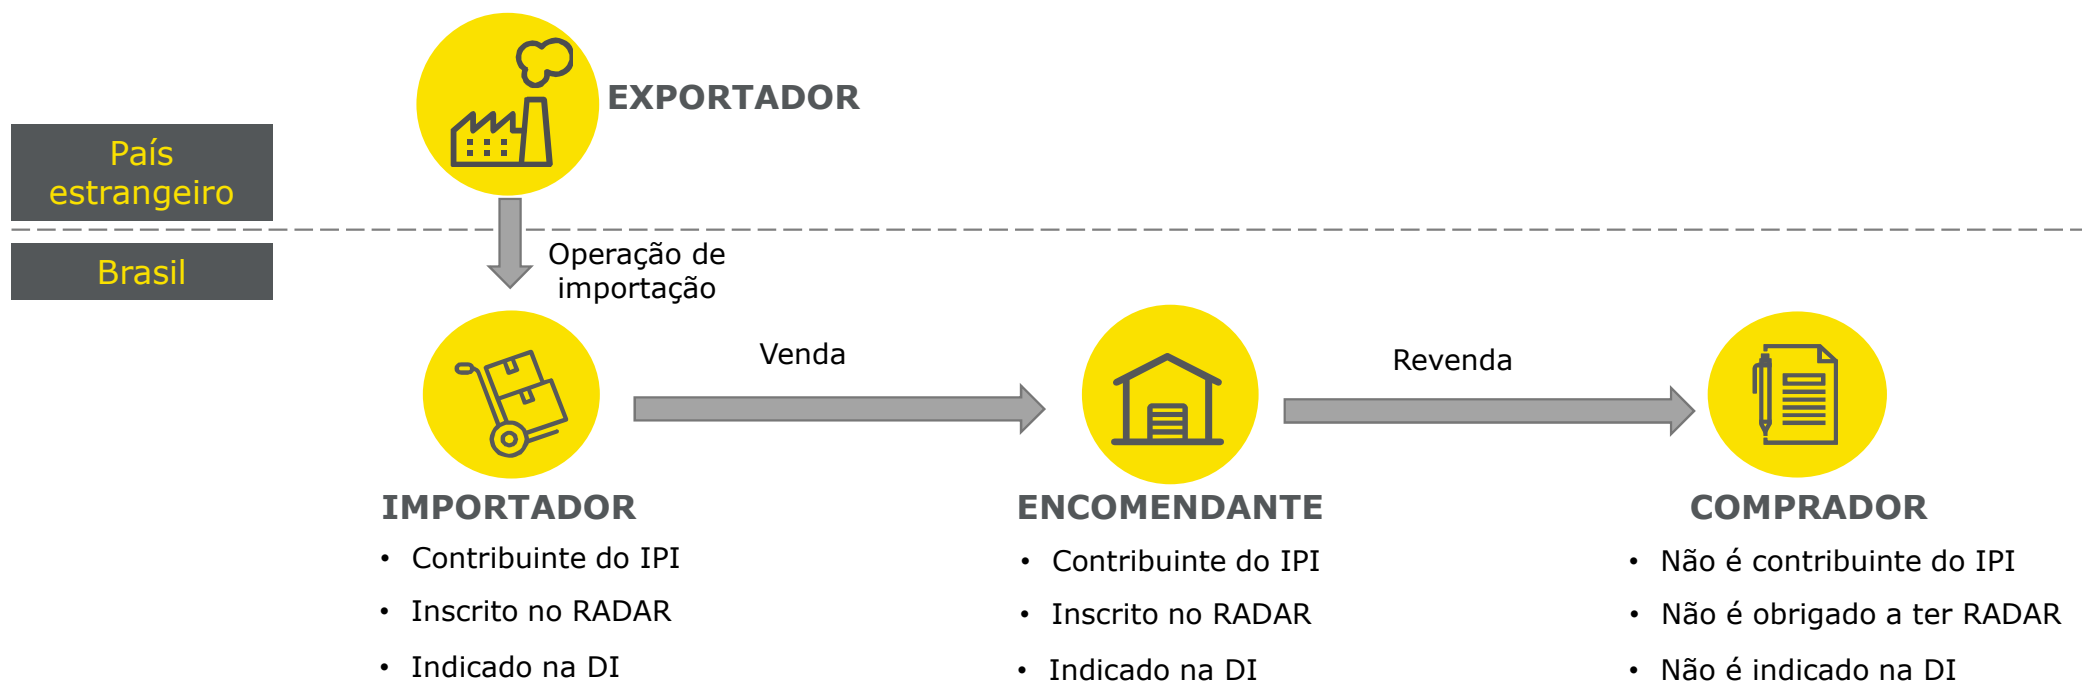 EXPORTADOR
País
estrangeiro
Brasil
Operação de
importação
Venda
Revenda
IMPORTADOR
• Contribuinte do IPI
• Inscrito no RADAR
• Indicado na DI
ENCOMENDANTE
• Contribuinte do IPI
• Inscrito no RADAR
• Indicado na DI
COMPRADOR
• Não é contribuinte do IPI
• Não é obrigado a ter RADAR
• Não é indicado na DI